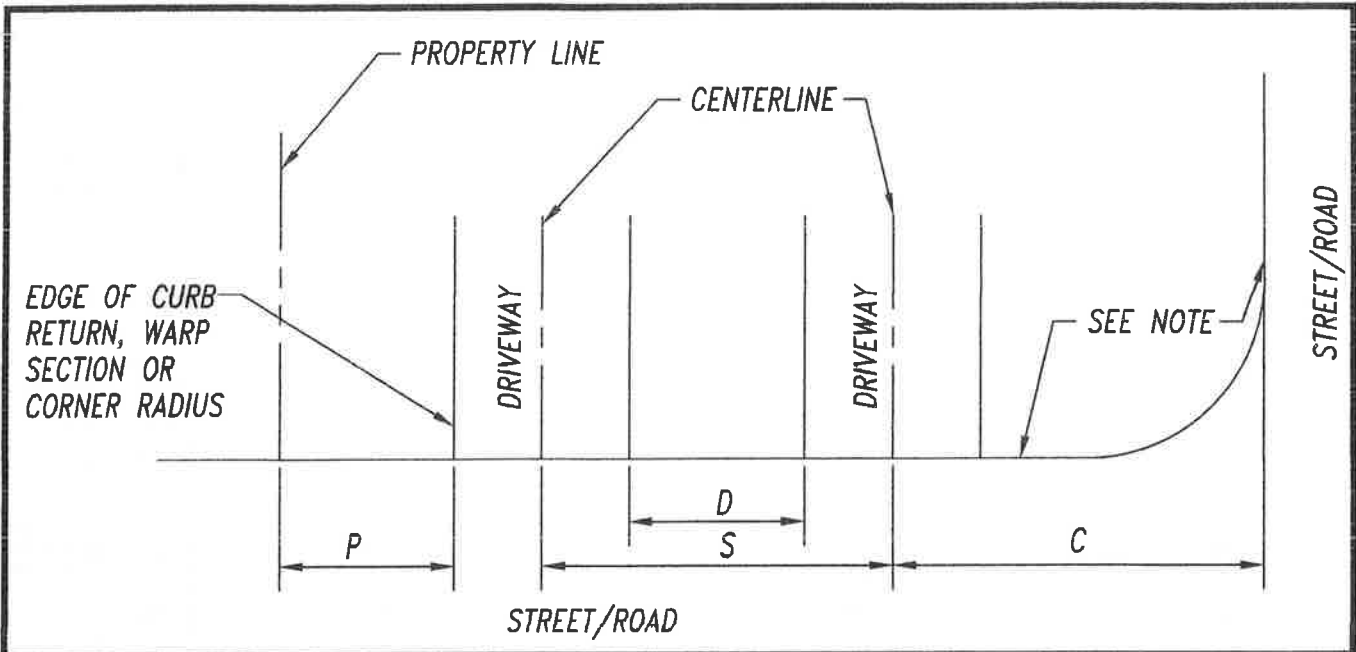 PROPERTY LINE
CENTERLINE
EDGE OF CURB
RETURN, WARP
SECTION OR
CORNER RADIUS
DRIVEWAY
DRIVEWAY
SEE NOTE
STREET/ROAD
D
P
S
C
STREET/ROAD